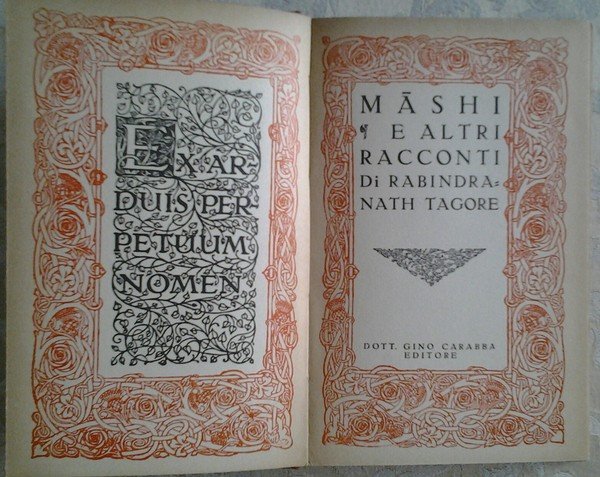 EX AR-
DUIS PER-
PETUUM
NOMEN
MĀSHI
¶ E ALTRI
RACCONTI
Di RABINDRA-
NATH TAGORE
DOTT. GINO CARABBA
EDITORE